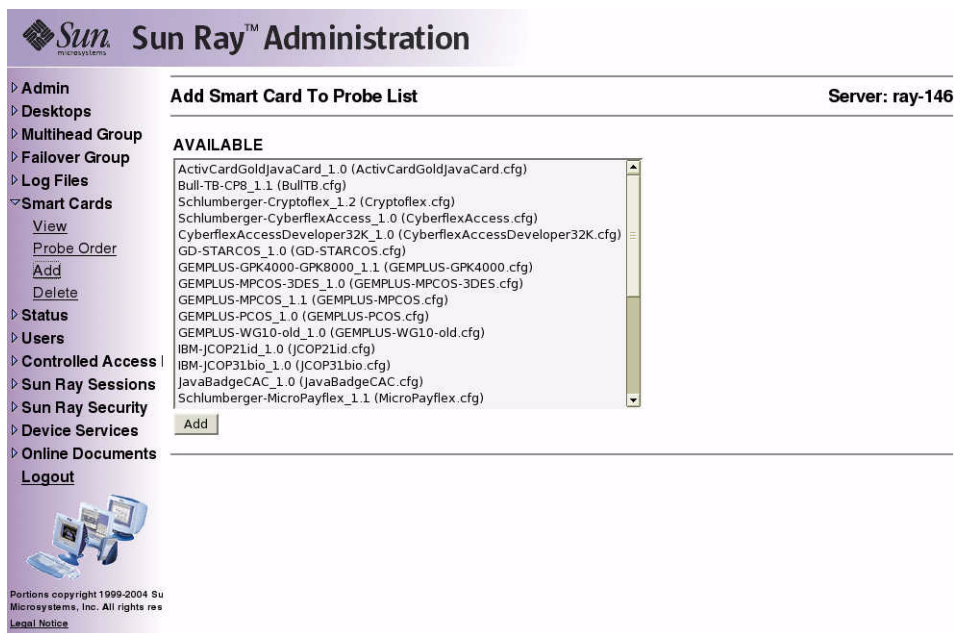 Sun microsystems Sun Ray™ Administration
Admin
Desktops
Multihead Group
Failover Group
Log Files
Smart Cards
View
Probe Order
Add
Delete
Status
Users
Controlled Access
Sun Ray Sessions
Sun Ray Security
Device Services
Online Documents
Logout
Portions copyright 1999-2004 Su
Microsystems, Inc. All rights res
Legal Notice
Add Smart Card To Probe List Server: ray-146
AVAILABLE
ActivCardGoldJavaCard_1.0 (ActivCardGoldJavaCard.cfg)
Bull-TB-CP8_1.1 (BullTB.cfg)
Schlumberger-Cryptoflex_1.2 (Cryptoflex.cfg)
Schlumberger-CyberflexAccess_1.0 (CyberflexAccess.cfg)
CyberflexAccessDeveloper32K_1.0 (CyberflexAccessDeveloper32K.cfg)
GD-STARCOS_1.0 (GD-STARCOS.cfg)
GEMPLUS-GPK4000-GPK8000_1.1 (GEMPLUS-GPK4000.cfg)
GEMPLUS-MPCOS-3DES_1.0 (GEMPLUS-MPCOS-3DES.cfg)
GEMPLUS-MPCOS_1.1 (GEMPLUS-MPCOS.cfg)
GEMPLUS-PCOS_1.0 (GEMPLUS-PCOS.cfg)
GEMPLUS-WG10-old_1.0 (GEMPLUS-WG10-old.cfg)
IBM-JCOP21id_1.0 (JCOP21id.cfg)
IBM-JCOP31bio_1.0 (JCOP31bio.cfg)
JavaBadgeCAC_1.0 (JavaBadgeCAC.cfg)
Schlumberger-MicroPayflex_1.1 (MicroPayflex.cfg)
Add